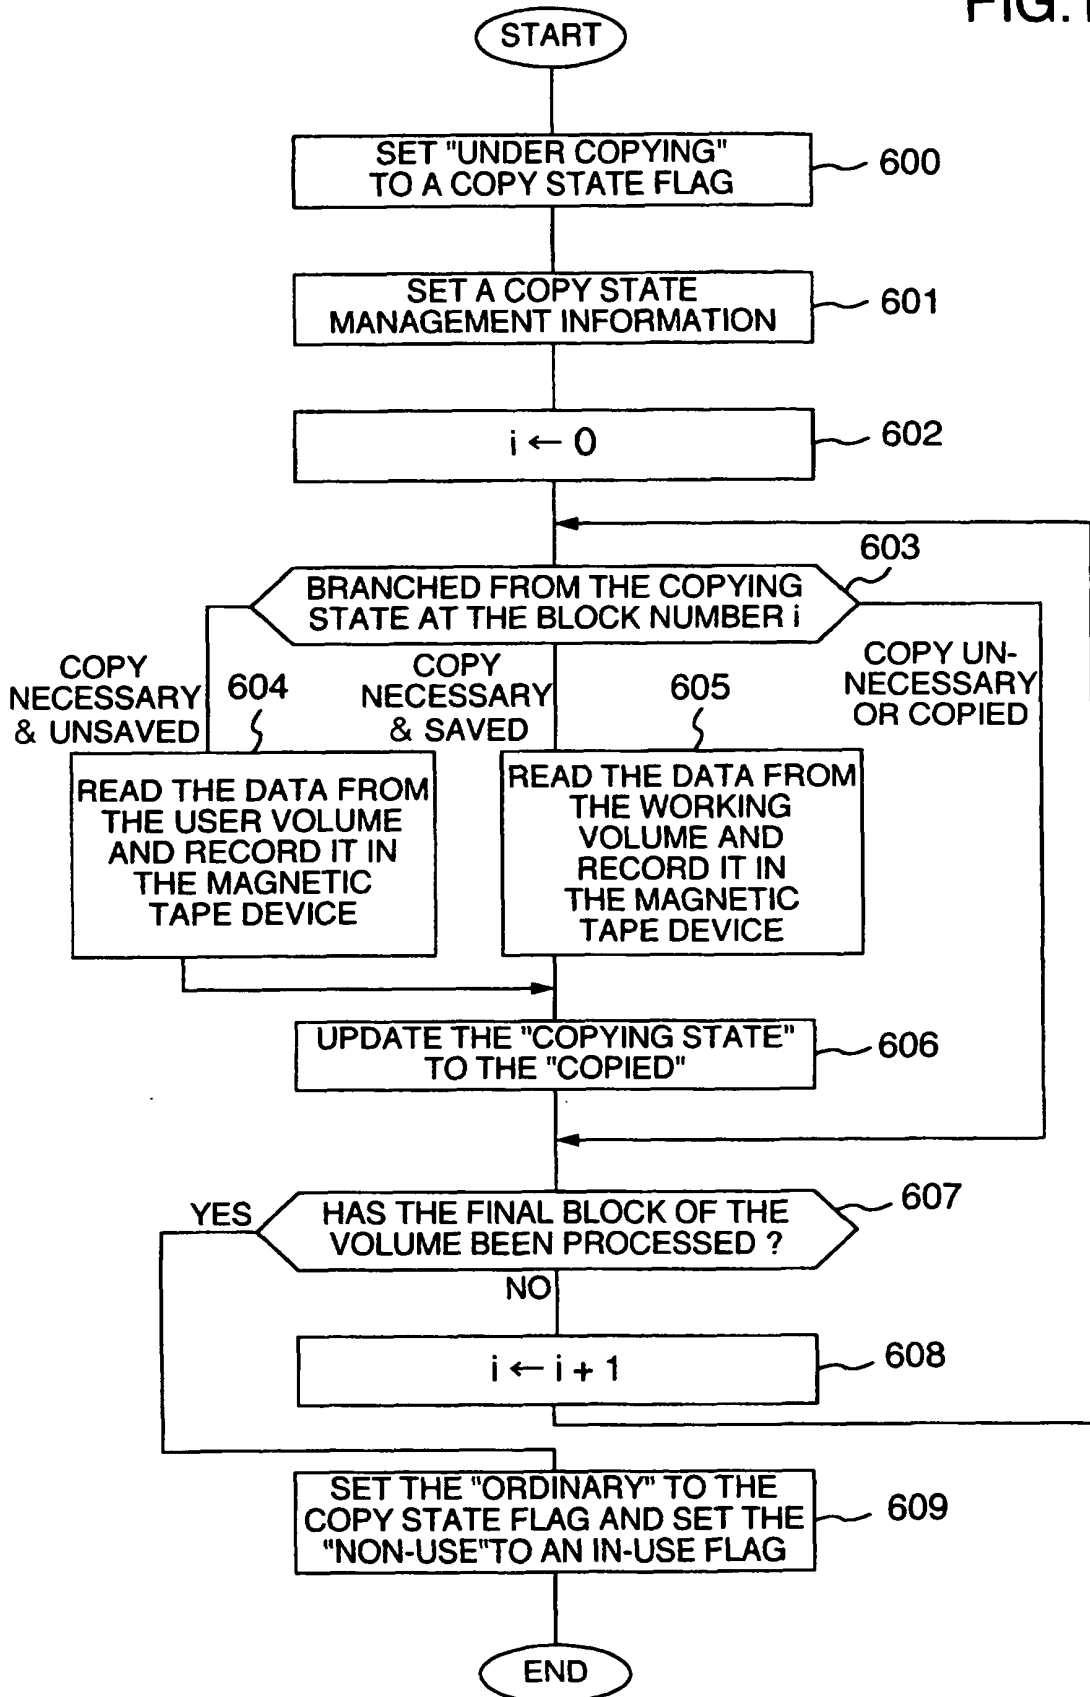 FIG.1
START
SET "UNDER COPYING"
TO A COPY STATE FLAG
600
SET A COPY STATE
MANAGEMENT INFORMATION
601
i ← 0
602
603
BRANCHED FROM THE COPYING
STATE AT THE BLOCK NUMBER i
COPY
NECESSARY
& UNSAVED
604
COPY
NECESSARY
& SAVED
605
COPY UN-
NECESSARY
OR COPIED
READ THE DATA FROM
THE USER VOLUME
AND RECORD IT IN
THE MAGNETIC
TAPE DEVICE
READ THE DATA FROM
THE WORKING
VOLUME AND
RECORD IT IN
THE MAGNETIC
TAPE DEVICE
UPDATE THE "COPYING STATE"
TO THE "COPIED"
606
607
YES
HAS THE FINAL BLOCK OF THE
VOLUME BEEN PROCESSED ?
NO
i ← i + 1
608
SET THE "ORDINARY" TO THE
COPY STATE FLAG AND SET THE
"NON-USE"TO AN IN-USE FLAG
609
END